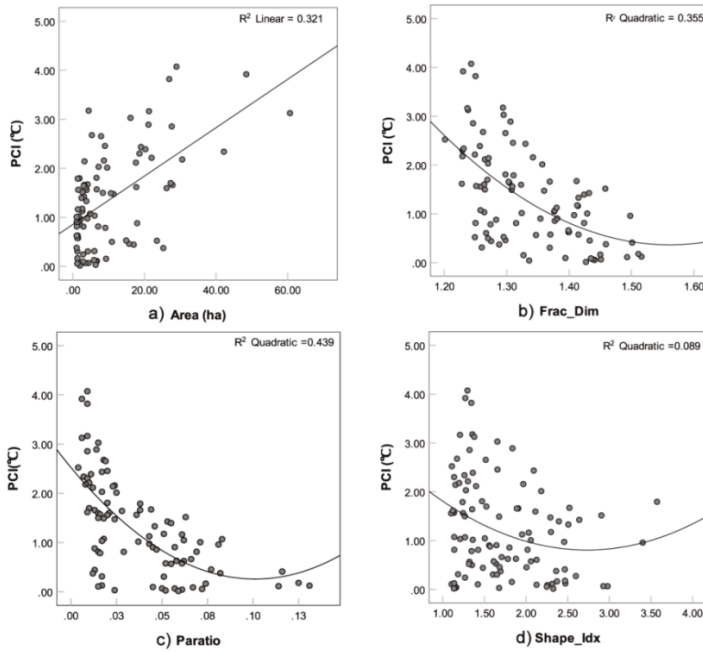 R² Linear = 0.321
5.00
4.00
3.00
2.00
1.00
.00
PCI (℃)
.00 20.00 40.00 60.00
a) Area (ha)
R² Quadratic = 0.355
5.00
4.00
3.00
2.00
1.00
.00
PCI (℃)
1.20 1.30 1.40 1.50 1.60
b) Frac_Dim
R² Quadratic =0.439
5.00
4.00
3.00
2.00
1.00
.00
PCI(℃)
.00 .03 .05 .08 .10 .13
c) Paratio
R² Quadratic =0.089
5.00
4.00
3.00
2.00
1.00
.00
PCI (℃)
1.00 1.50 2.00 2.50 3.00 3.50 4.00
d) Shape_Idx